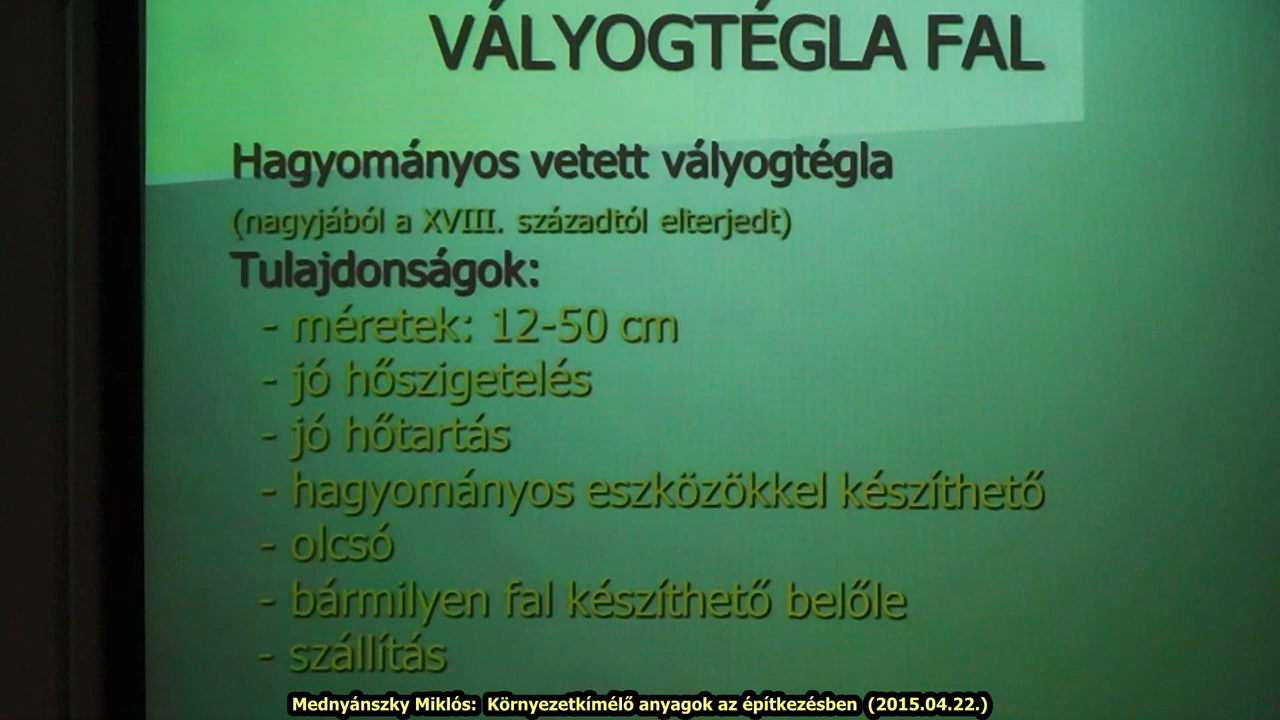 VÁLYOGTÉGLA FAL
Hagyományos vetett vályogtégla
(nagyjából a XVIII. századtól elterjedt)
Tulajdonságok:
- méretek: 12-50 cm
- jó hőszigetelés
- jó hőtartás
- hagyományos eszközökkel készíthető
- olcsó
- bármilyen fal készíthető belőle
- szállítás
Mednyánszky Miklós: Környezetkímélő anyagok az építkezésben (2015.04.22.)